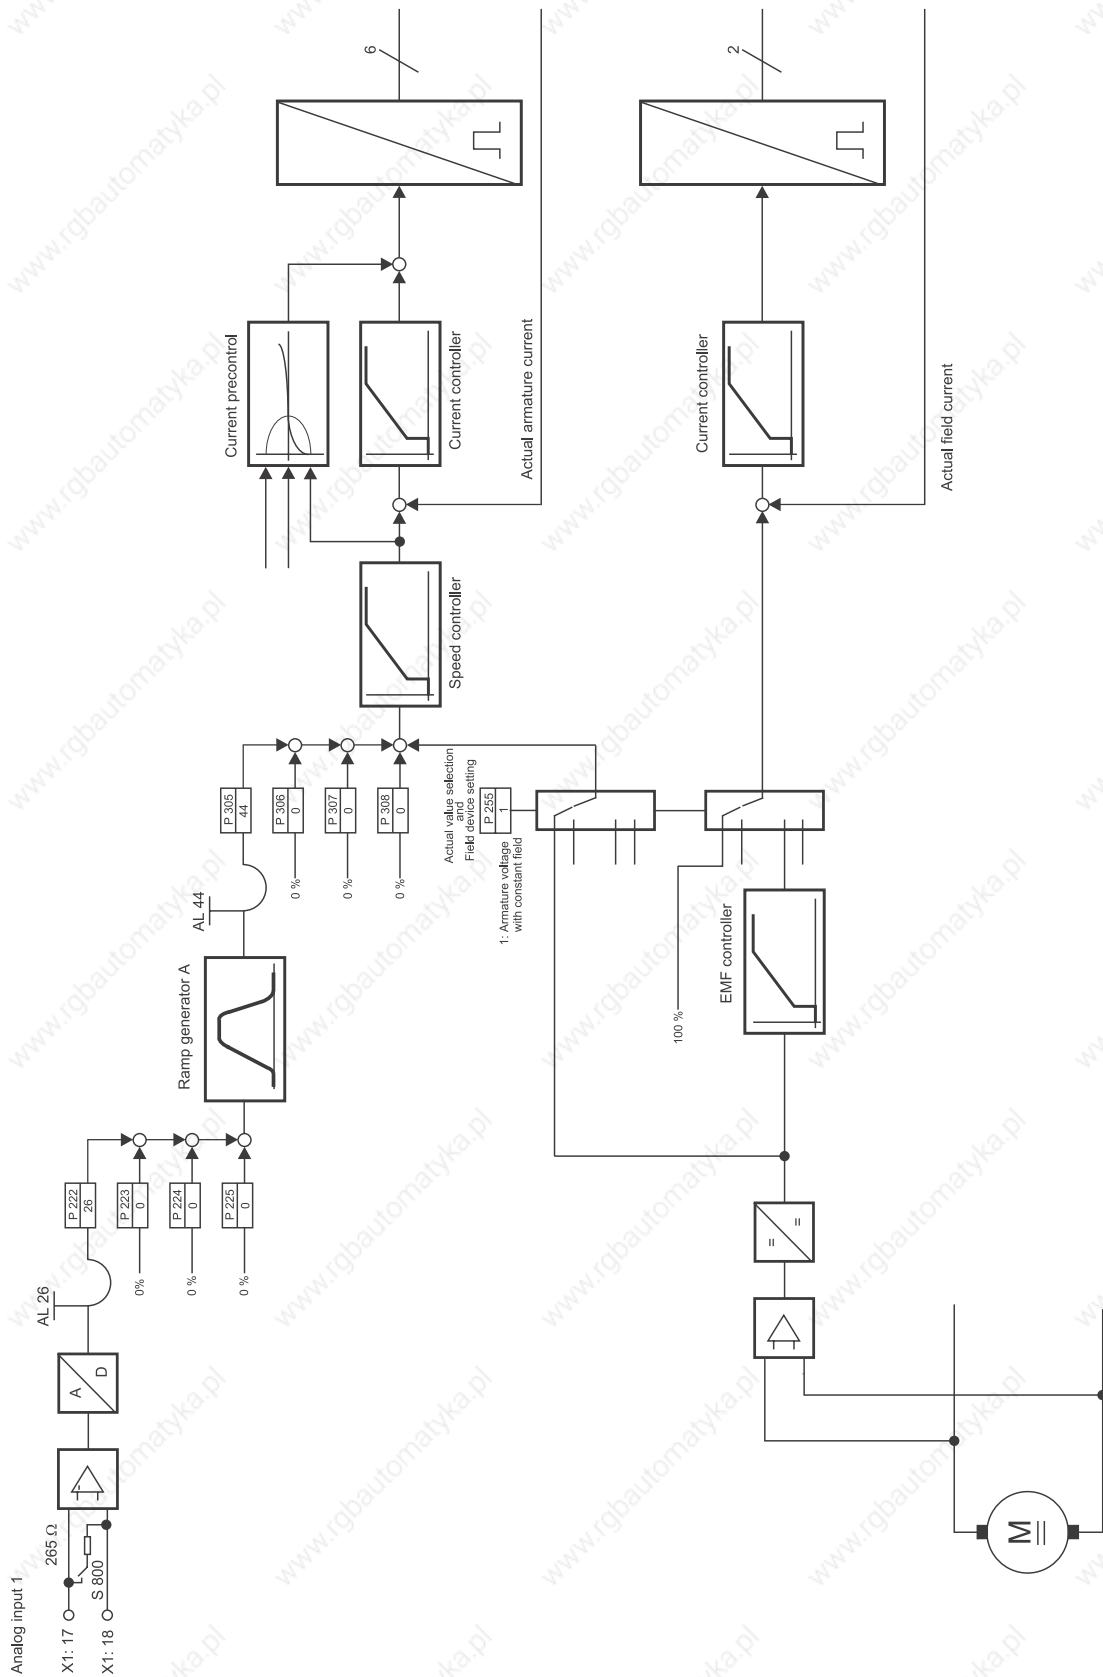 Analog input 1
X1: 17
X1: 18
265 Ω
S 800
A
D
AL 26
P 222
26
P 223
0
P 224
0
P 225
0
0%
0 %
0 %
Ramp generator A
AL 44
P 305
44
P 306
0
P 307
0
P 308
0
0 %
0 %
0 %
Speed controller
Current precontrol
Current controller
Actual armature current
6
Actual value selection
and
Field device setting
P 255
1
1: Armature voltage
with constant field
100 %
EMF controller
=
=
M
Current controller
Actual field current
2
www.rgbautomatyka.pl